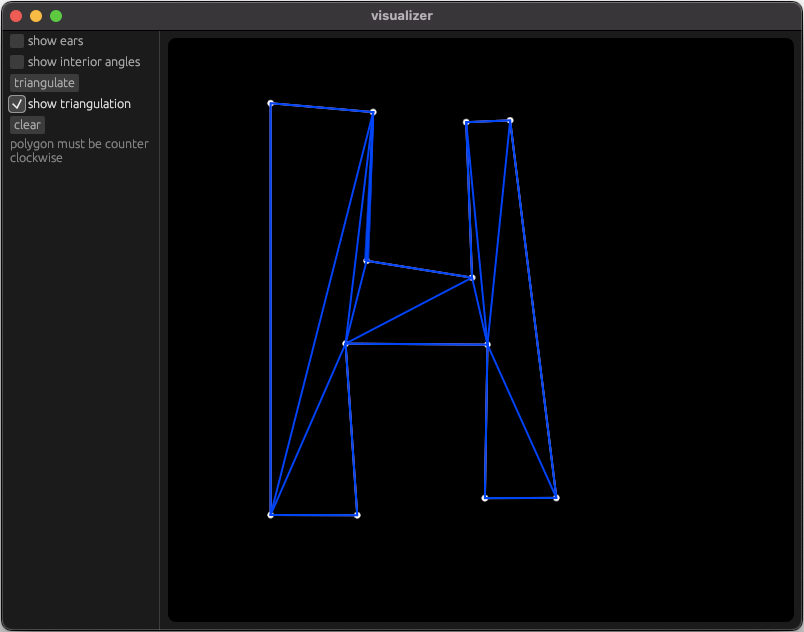 visualizer
show ears
show interior angles
triangulate
show triangulation
clear
polygon must be counter
clockwise